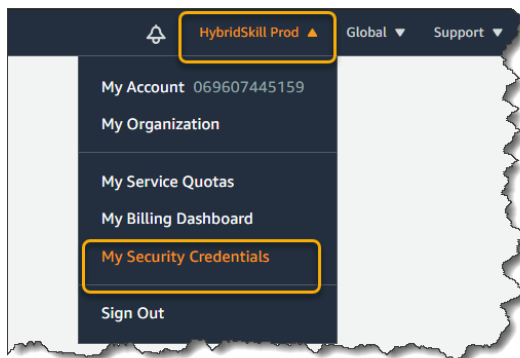 HybridSkill Prod ▲ Global ▼ Support ▼
My Account 069607445159
My Organization
My Service Quotas
My Billing Dashboard
My Security Credentials
Sign Out